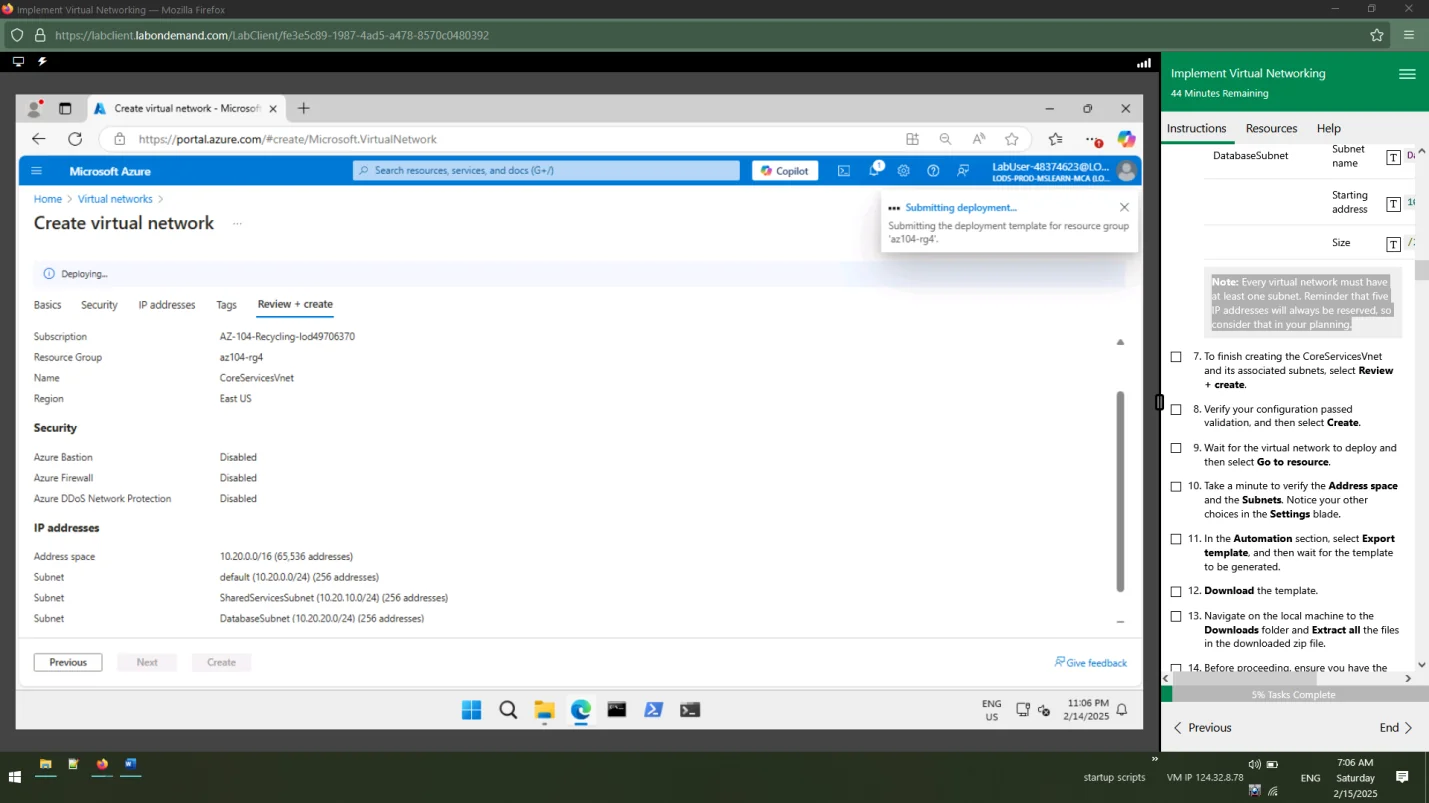 Implement Virtual Networking — Mozilla Firefox
https://labclient.labondemand.com/LabClient/fe3e5c89-1987-4ad5-a478-8570c0480392
Create virtual network - Microsof
https://portal.azure.com/#create/Microsoft.VirtualNetwork
Microsoft Azure
Search resources, services, and docs (G+/)
Copilot
1
LabUser-48374623@LO...
LODS-PROD-MSLEARN-MCA (LO...
Home > Virtual networks >
Create virtual network ...
Submitting deployment...
Submitting the deployment template for resource group
'az104-rg4'.
Deploying...
Basics Security IP addresses Tags Review + create
Subscription AZ-104-Recycling-lod49706370
Resource Group az104-rg4
Name CoreServicesVnet
Region East US
Security
Azure Bastion Disabled
Azure Firewall Disabled
Azure DDoS Network Protection Disabled
IP addresses
Address space 10.20.0.0/16 (65,536 addresses)
Subnet default (10.20.0.0/24) (256 addresses)
Subnet SharedServicesSubnet (10.20.10.0/24) (256 addresses)
Subnet DatabaseSubnet (10.20.20.0/24) (256 addresses)
Previous Next Create
Give feedback
ENG
US
11:06 PM
2/14/2025
Implement Virtual Networking
44 Minutes Remaining
Instructions Resources Help
DatabaseSubnet
Subnet
name
T
Starting
address
T 10
Size
T
Note: Every virtual network must have
at least one subnet. Reminder that five
IP addresses will always be reserved, so
consider that in your planning.
7. To finish creating the CoreServicesVnet
and its associated subnets, select Review
+ create.
8. Verify your configuration passed
validation, and then select Create.
9. Wait for the virtual network to deploy and
then select Go to resource.
10. Take a minute to verify the Address space
and the Subnets. Notice your other
choices in the Settings blade.
11. In the Automation section, select Export
template, and then wait for the template
to be generated.
12. Download the template.
13. Navigate on the local machine to the
Downloads folder and Extract all the files
in the downloaded zip file.
14. Before proceeding, ensure you have the
5% Tasks Complete
< Previous
End >
startup scripts
»
VM IP 124.32.8.78
ENG
7:06 AM
Saturday
2/15/2025